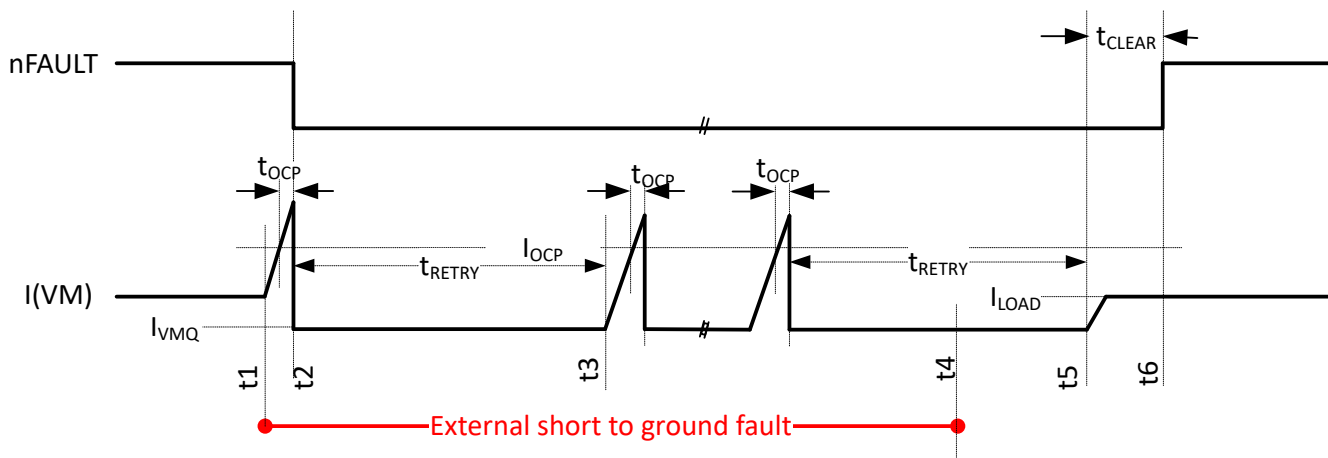 tCLEAR
nFAULT
tOCP
tOCP
tOCP
IOCP
tRETRY
tRETRY
I(VM)
ILOAD
IVMQ
t1
t2
t3
t4
t5
t6
External short to ground fault